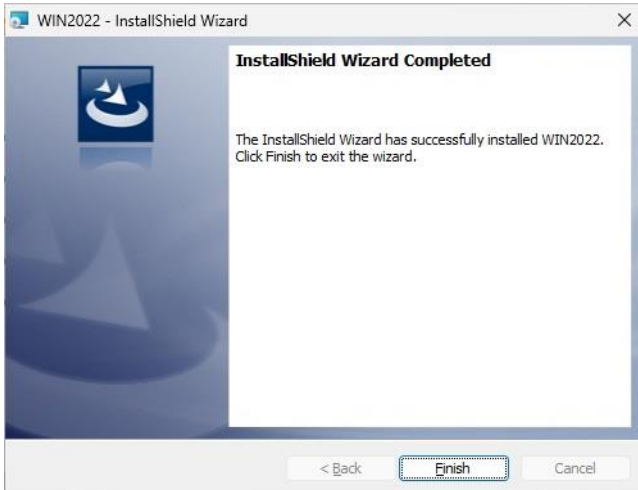 WIN2022 - InstallShield Wizard
InstallShield Wizard Completed
The InstallShield Wizard has successfully installed WIN2022.
Click Finish to exit the wizard.
< Back
Finish
Cancel